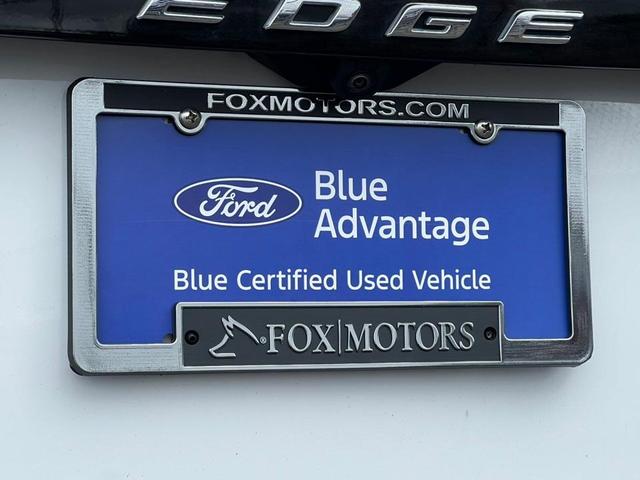 EDGE
FOXMOTORS.COM
Ford
Blue
Advantage
Blue Certified Used Vehicle
® FOX|MOTORS